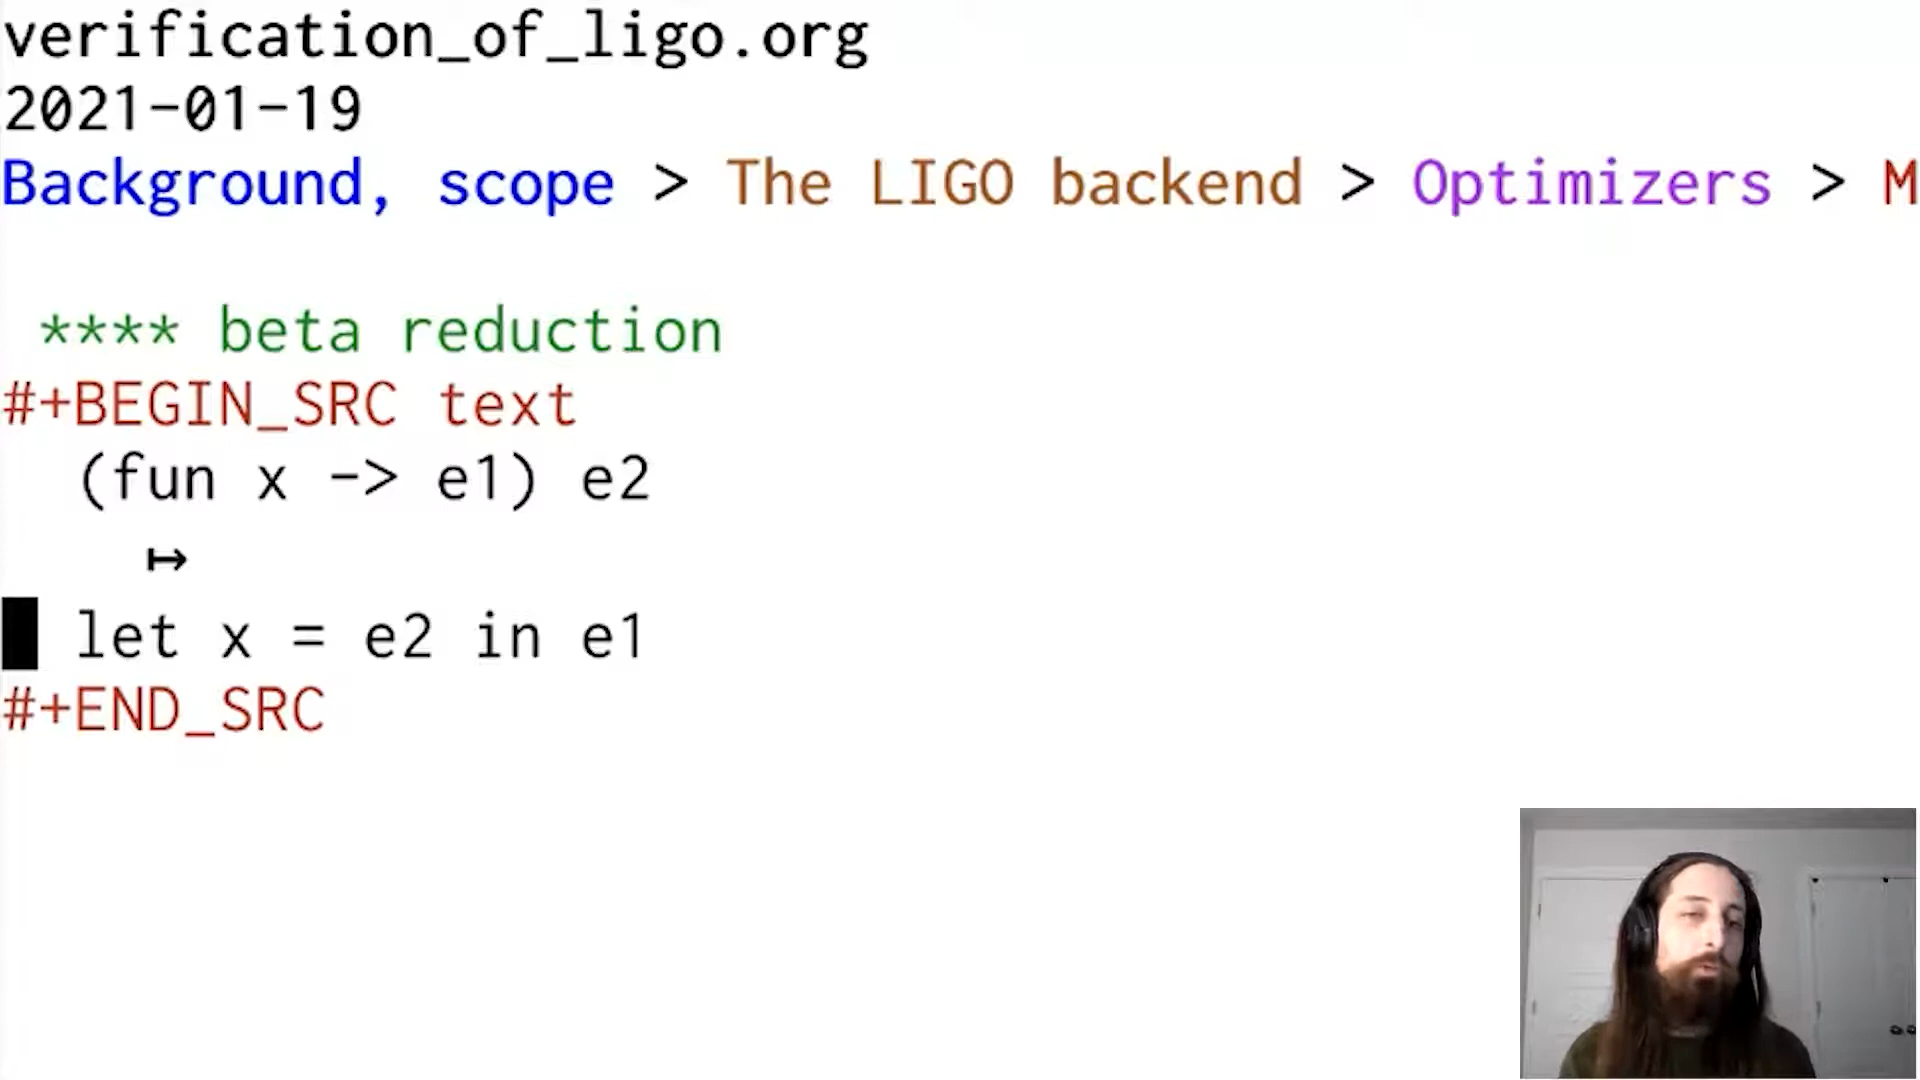 verification_of_ligo.org
2021-01-19
Background, scope > The LIGO backend > Optimizers > M
**** beta reduction
#+BEGIN_SRC text
(fun x -> e1) e2
↦
let x = e2 in e1
#+END_SRC